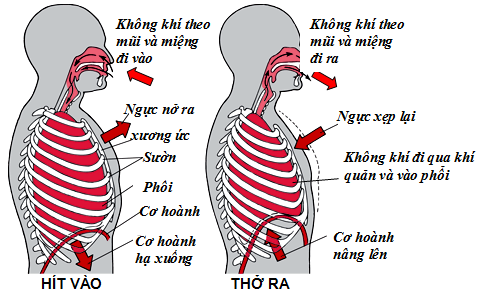 Không khí theo
mũi và miệng
đi vào
Ngực nở ra
xương ức
Sườn
Phổi
Cơ hoành
Cơ hoành
hạ xuống
HÍT VÀO
Không khí theo
mũi và miệng
đi ra
Ngực xẹp lại
Không khí đi qua khí
quản và vào phổi
Cơ hoành
nâng lên
THỞ RA